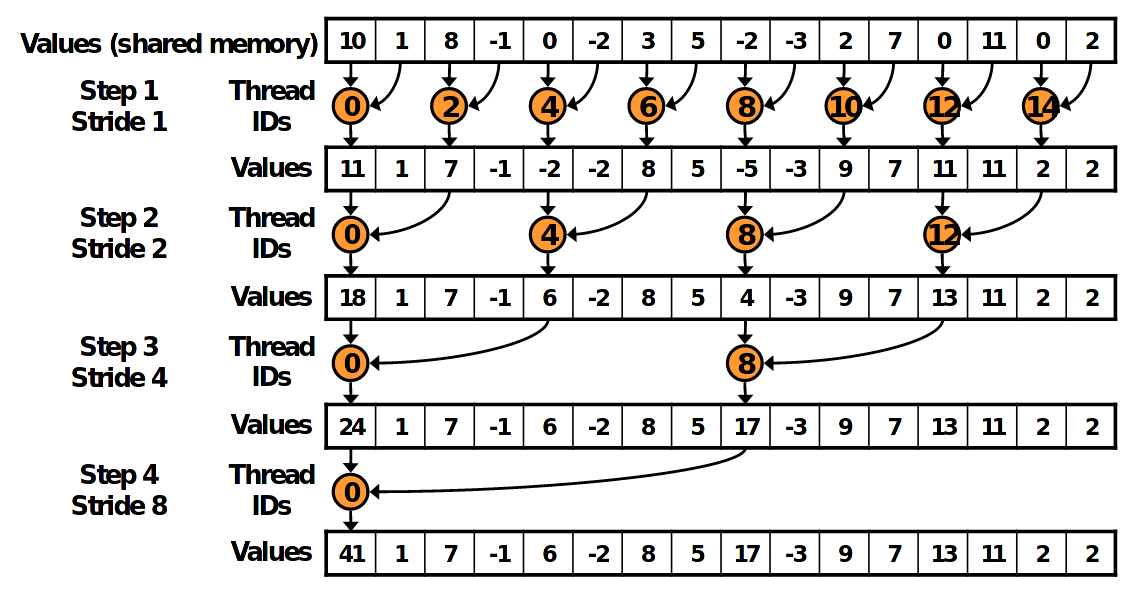 Values (shared memory) 10 1 8 -1 0 -2 3 5 -2 -3 2 7 0 11 0 2
Step 1 Thread 0 2 4 6 8 10 12 14
Stride 1 IDs
Values 11 1 7 -1 -2 -2 8 5 -5 -3 9 7 11 11 2 2
Step 2 Thread 0 4 8 12
Stride 2 IDs
Values 18 1 7 -1 6 -2 8 5 4 -3 9 7 13 11 2 2
Step 3 Thread 0 8
Stride 4 IDs
Values 24 1 7 -1 6 -2 8 5 17 -3 9 7 13 11 2 2
Step 4 Thread 0
Stride 8 IDs
Values 41 1 7 -1 6 -2 8 5 17 -3 9 7 13 11 2 2